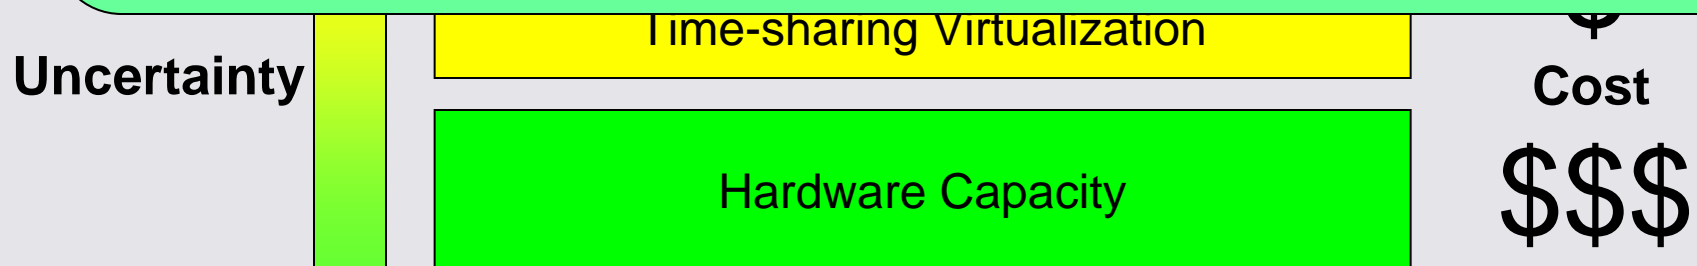 Time-sharing Virtualization
$
Uncertainty
Cost
Hardware Capacity
$$$